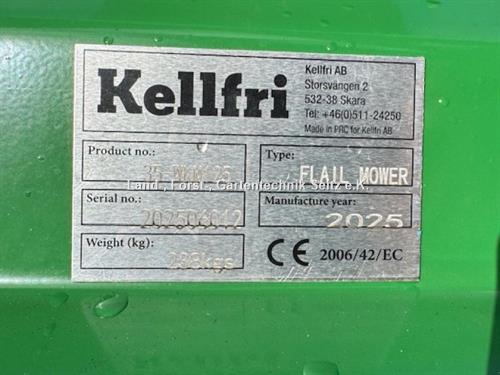 Kellfri
Kellfri AB
Storsvängen 2
532-38 Skara
Tel: +46(0)511-24250
Made in PRC for Kellfri AB
Product no.:
Type:
FLAIL MOWER
Land-, Forst-, Gartentechnik Seitz e.K.
Serial no.:
Manufacture year:
202506012
2025
Weight (kg):
CE 2006/42/EC